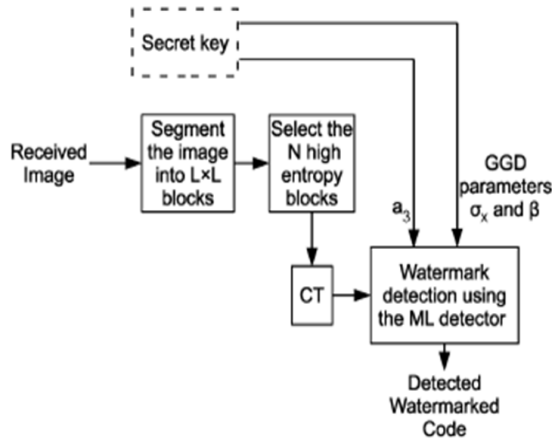 Secret key
Segment
the image
into L×L
blocks
Select the
N high
entropy
blocks
Received
Image
GGD
parameters
σx and β
a3
CT
Watermark
detection using
the ML detector
Detected
Watermarked
Code